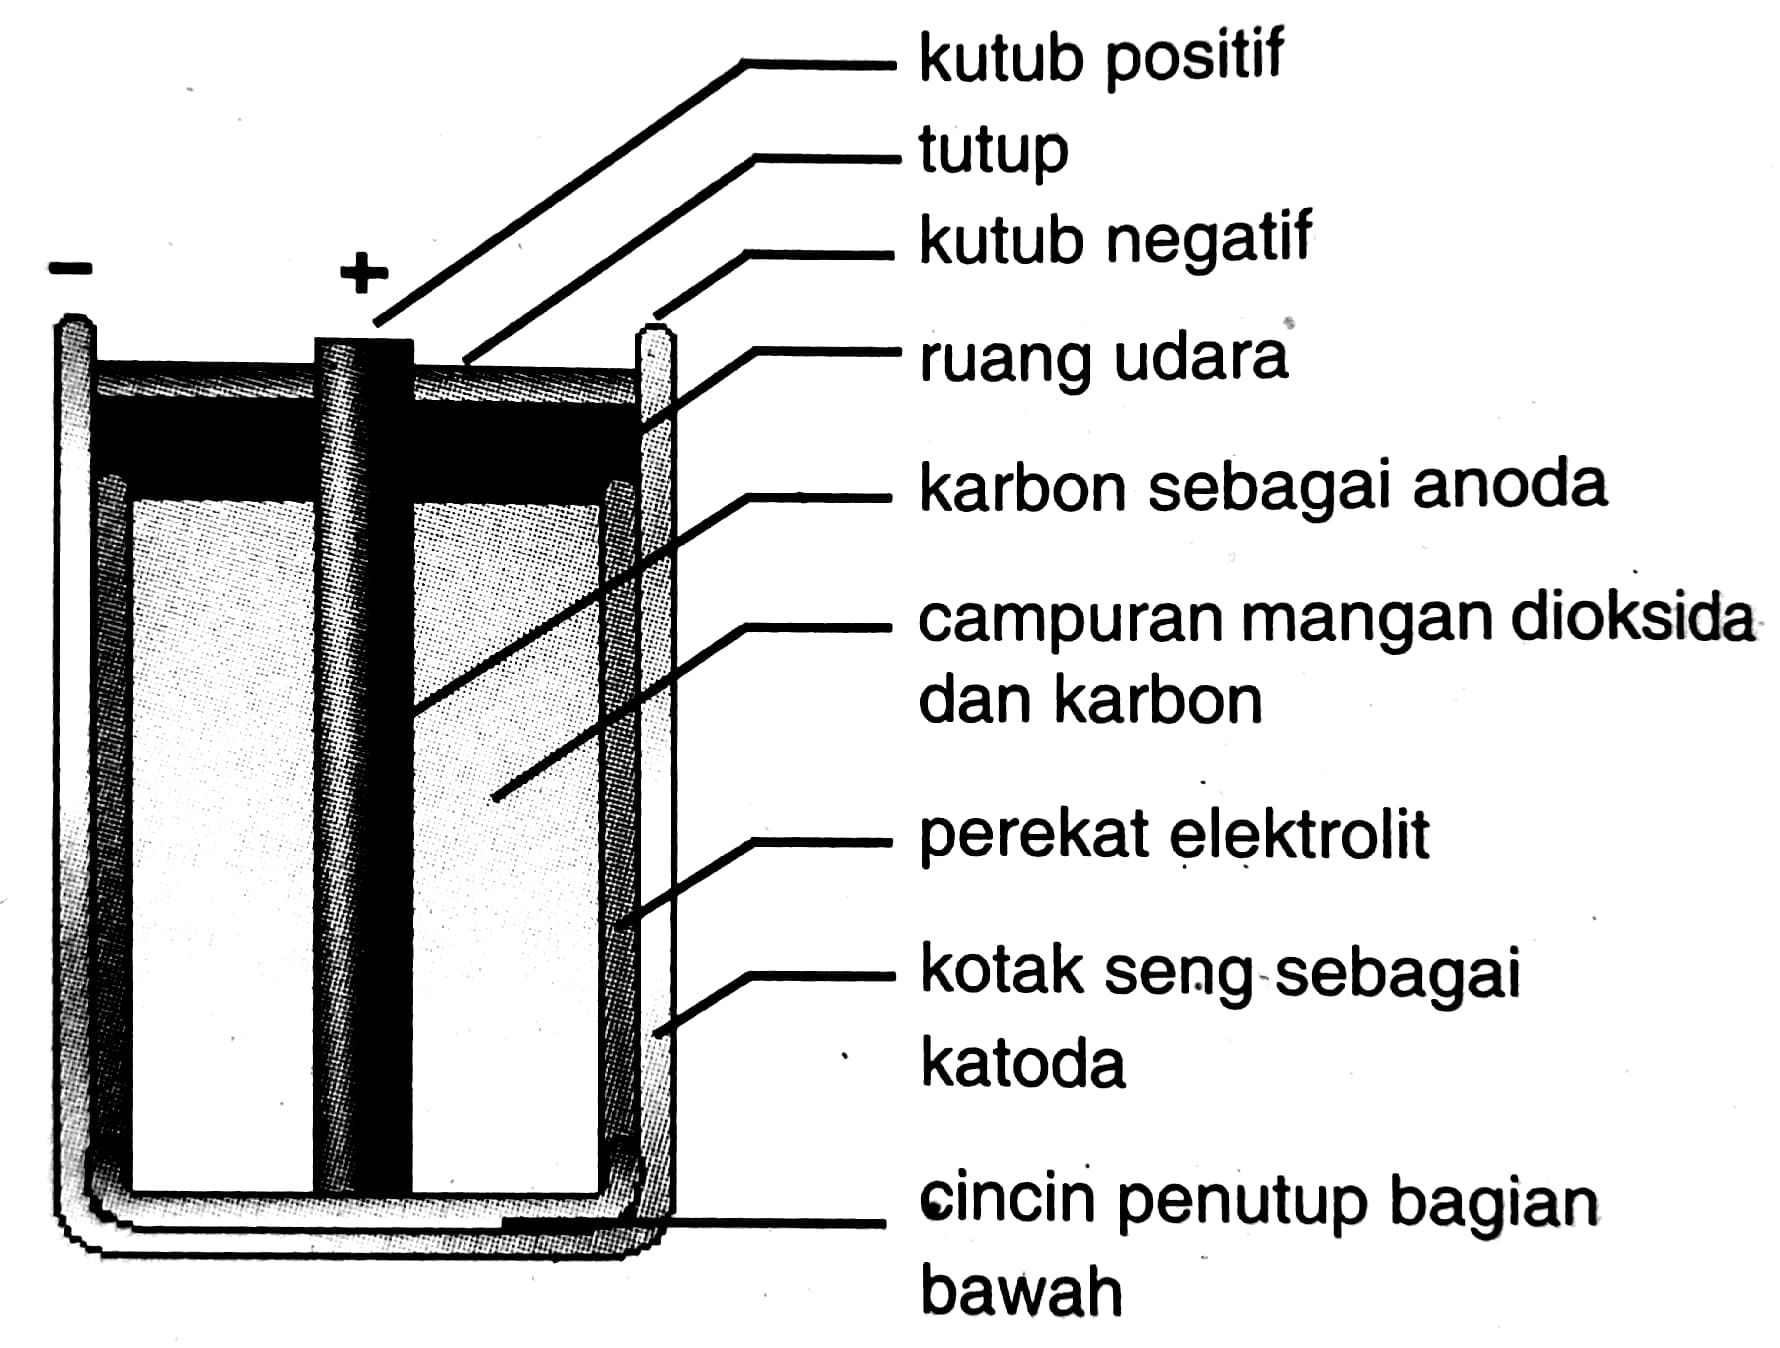 kutub positif
tutup
kutub negatif
- +
ruang udara
karbon sebagai anoda
campuran mangan dioksida
dan karbon
perekat elektrolit
kotak seng sebagai
katoda
cincin penutup bagian
bawah